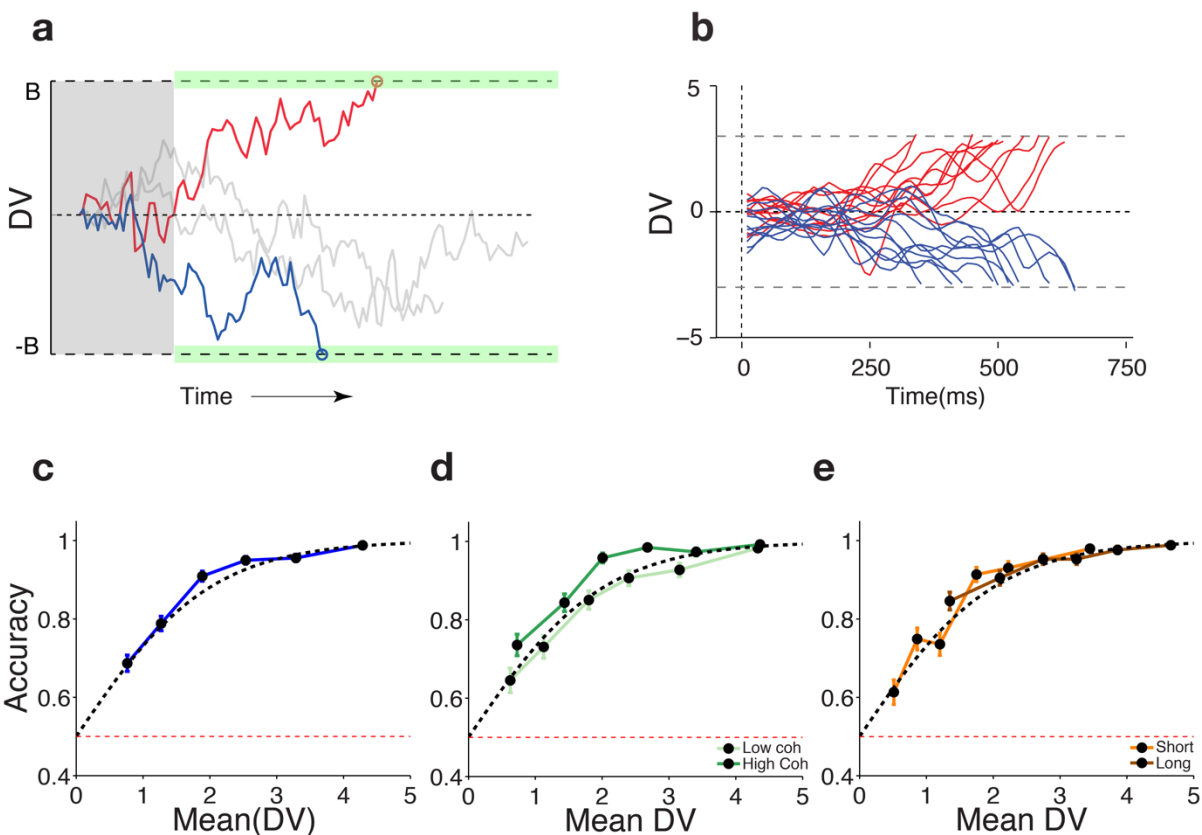 a
B
DV
-B
Time
b
5
0
−5
DV
0
250
500
750
Time(ms)
c
1
0.8
0.6
0.4
Accuracy
0
1
2
3
4
5
Mean(DV)
d
1
0.8
0.6
0.4
Low coh
High Coh
0
1
2
3
4
5
Mean DV
e
1
0.8
0.6
0.4
Short
Long
0
1
2
3
4
5
Mean DV